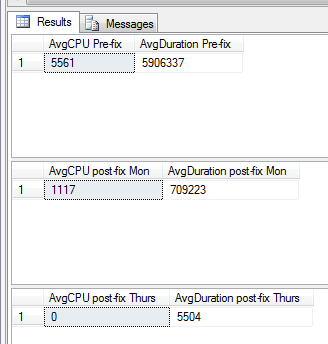 Results Messages
AvgCPU Pre-fix AvgDuration Pre-fix
1 5561 5906337
AvgCPU post-fix Mon AvgDuration post-fix Mon
1 1117 709223
AvgCPU post-fix Thurs AvgDuration post-fix Thurs
1 0 5504